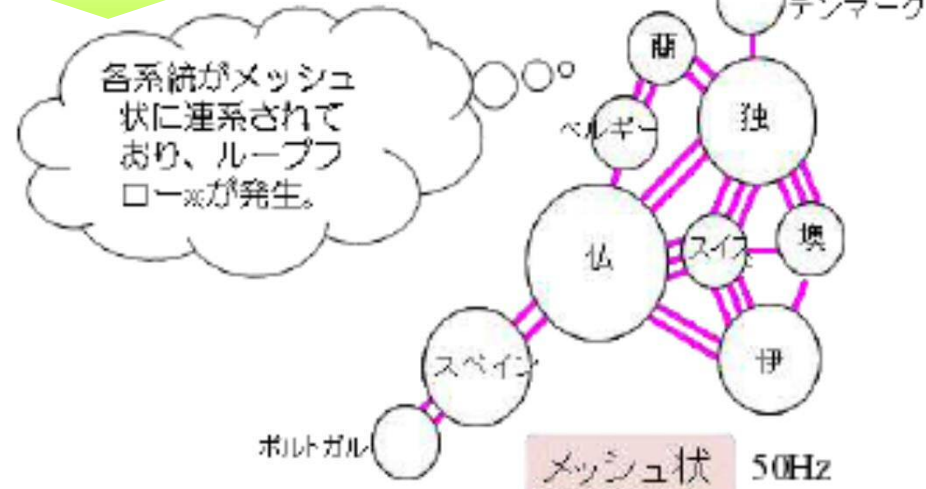 デンマーク
蘭
各系統がメッシュ
状に連系されて
おり、ループフ
ロー※が発生。
ベルギー
独
仏
スイス
墺
スペイン
伊
ポルトガル
メッシュ状 50Hz